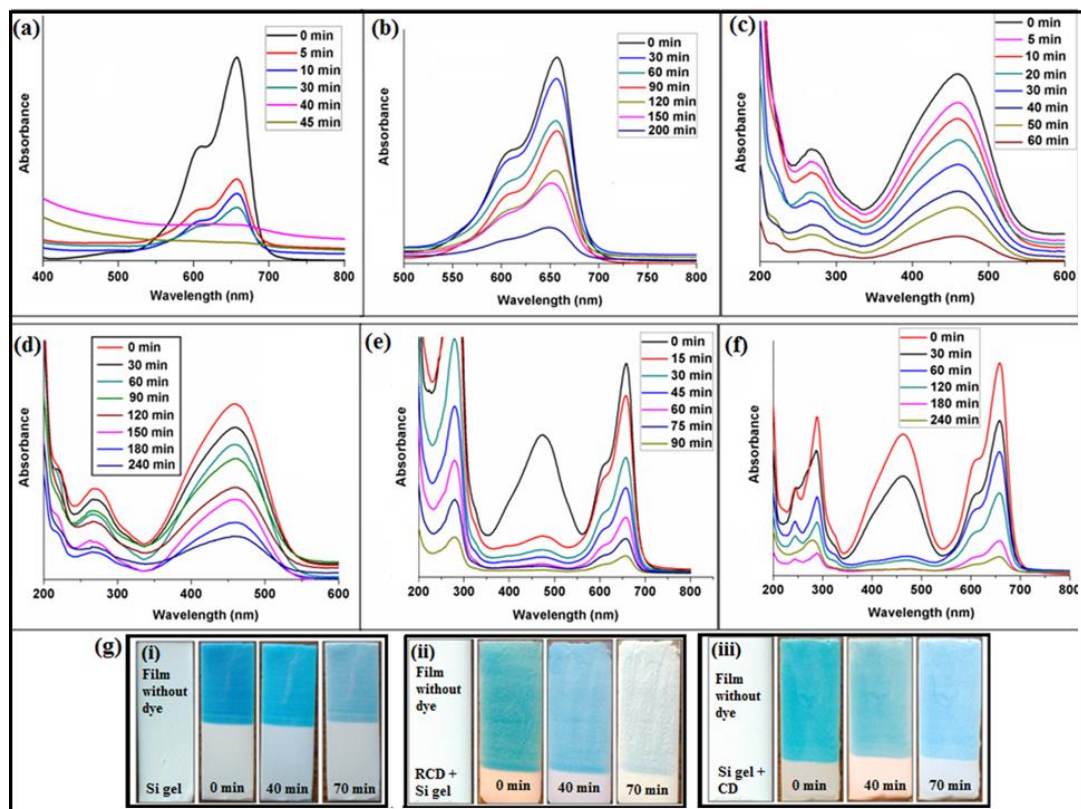 (a)
Absorbance
0 min
5 min
10 min
30 min
40 min
45 min
400 500 600 700 800
Wavelength (nm)
(b)
Absorbance
0 min
30 min
60 min
90 min
120 min
150 min
200 min
500 550 600 650 700 750 800
Wavelength (nm)
(c)
Absorbance
0 min
5 min
10 min
20 min
30 min
40 min
50 min
60 min
200 300 400 500 600
Wavelength (nm)
(d)
Absorbance
0 min
30 min
60 min
90 min
120 min
150 min
180 min
240 min
200 300 400 500 600
Wavelength (nm)
(e)
Absorbance
0 min
15 min
30 min
45 min
60 min
75 min
90 min
200 300 400 500 600 700 800
Wavelength (nm)
(f)
Absorbance
0 min
30 min
60 min
120 min
180 min
240 min
200 300 400 500 600 700 800
Wavelength (nm)
(g)
(i)
Film
without
dye
Si gel
0 min
40 min
70 min
(ii)
Film
without
dye
RCD +
Si gel
0 min
40 min
70 min
(iii)
Film
without
dye
Si gel +
CD
0 min
40 min
70 min